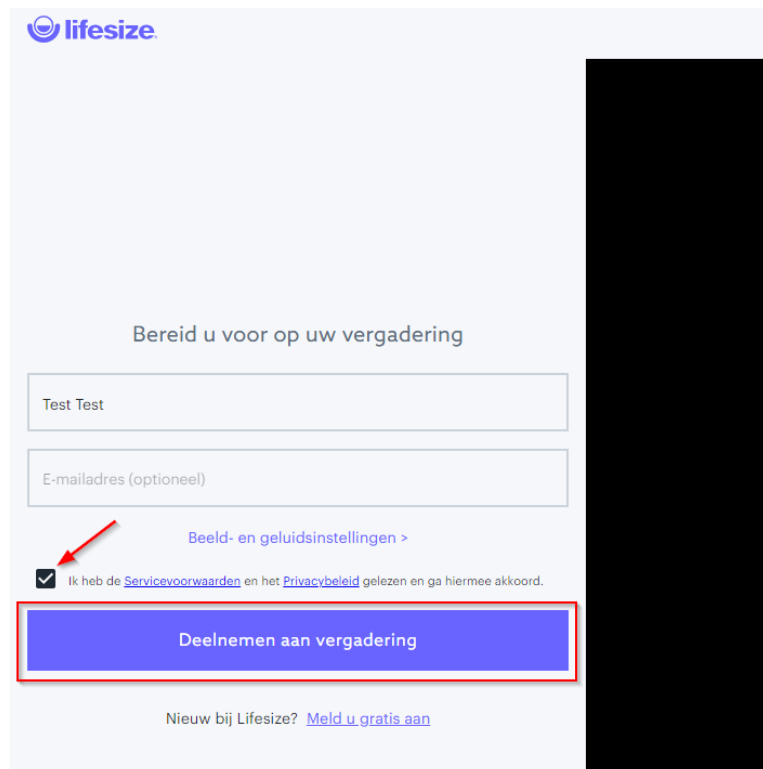 lifesize
Bereid u voor op uw vergadering
Test Test
E-mailadres (optioneel)
Beeld- en geluidsinstellingen >
Ik heb de Servicevoorwaarden en het Privacybeleid gelezen en ga hiermee akkoord.
Deelnemen aan vergadering
Nieuw bij Lifesize? Meld u gratis aan